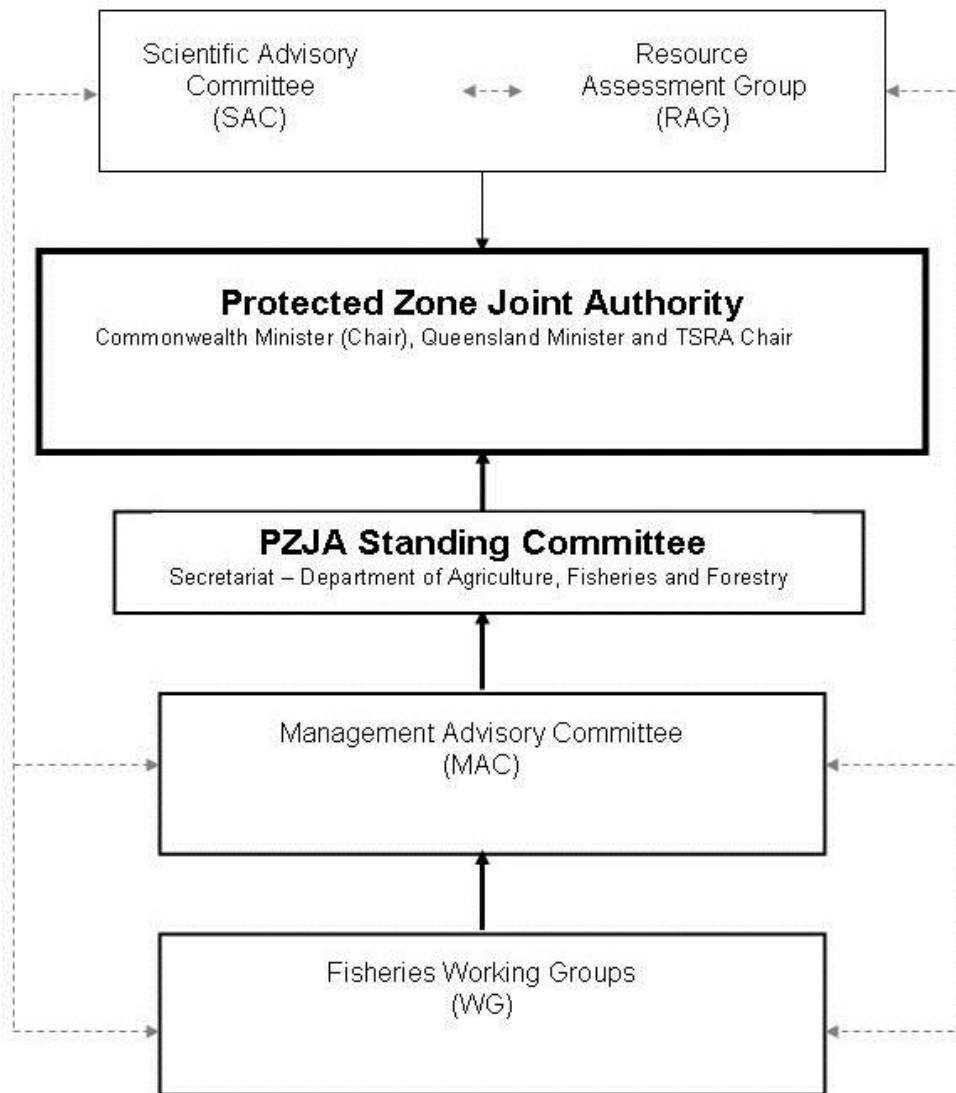 Scientific Advisory
Committee
(SAC)
Resource
Assessment Group
(RAG)
Protected Zone Joint Authority
Commonwealth Minister (Chair), Queensland Minister and TSRA Chair
PZJA Standing Committee
Secretariat – Department of Agriculture, Fisheries and Forestry
Management Advisory Committee
(MAC)
Fisheries Working Groups
(WG)